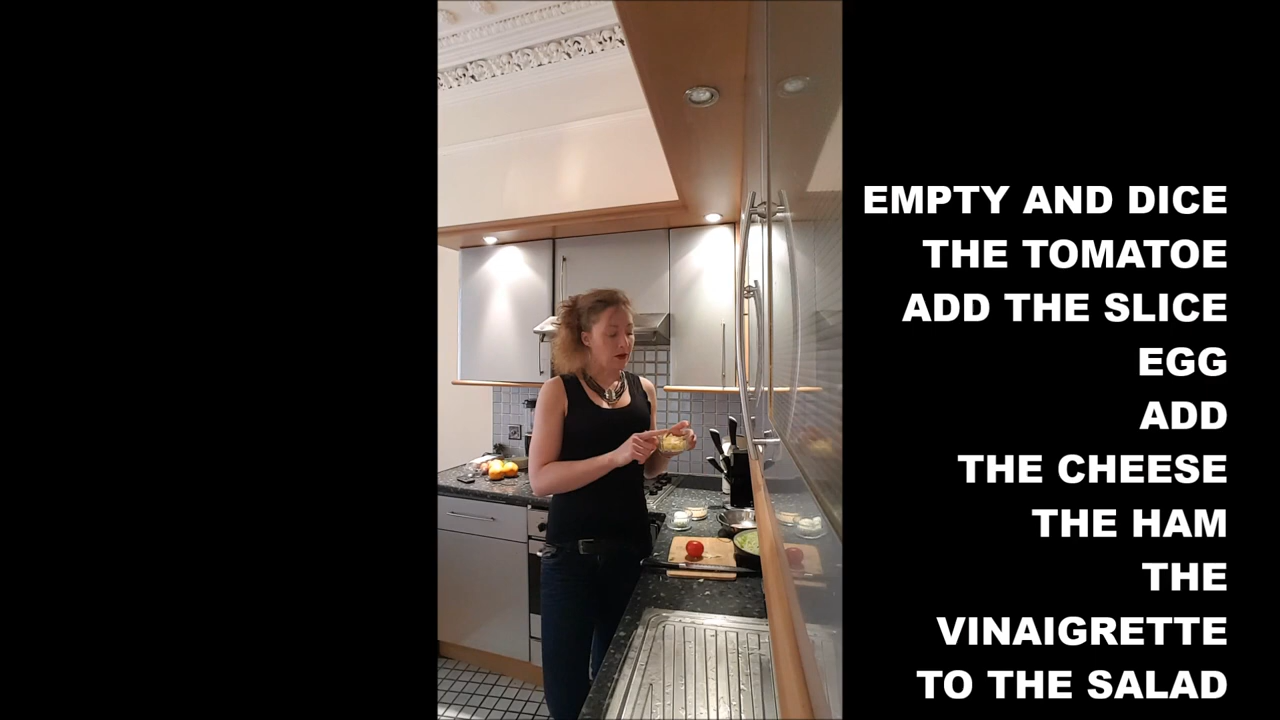 EMPTY AND DICE
THE TOMATOE
ADD THE SLICE
EGG
ADD
THE CHEESE
THE HAM
THE
VINAIGRETTE
TO THE SALAD